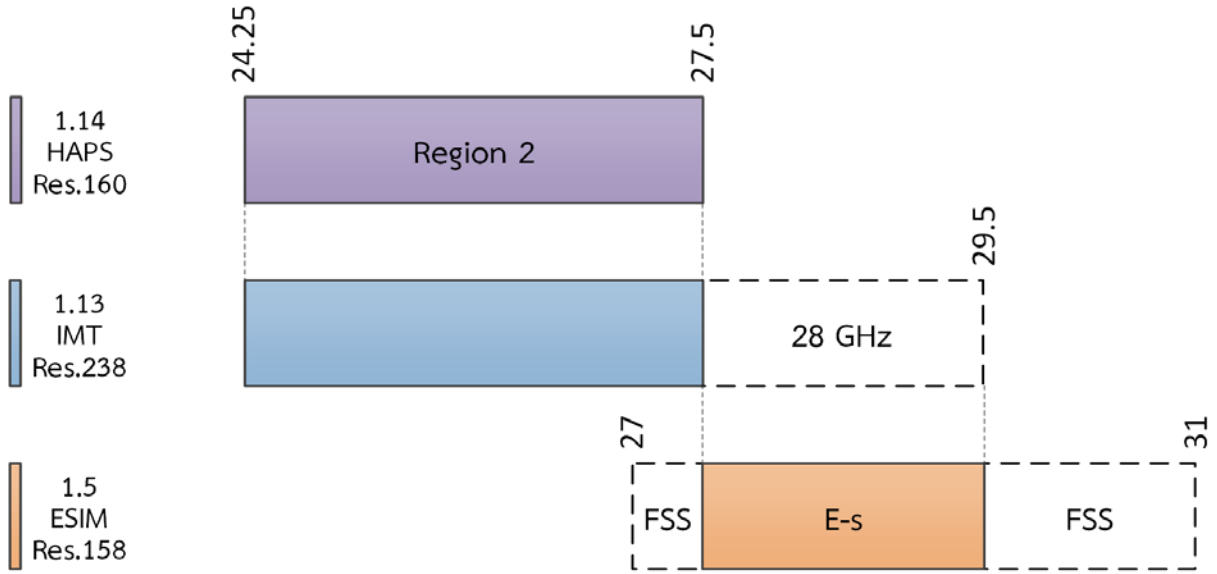 24.25
27.5
1.14
HAPS
Res.160
Region 2
29.5
1.13
IMT
Res.238
28 GHz
27
31
1.5
ESIM
Res.158
FSS
E-s
FSS